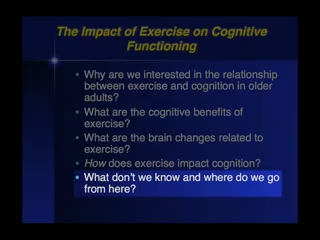 The Impact of Exercise on Cognitive
Functioning
• Why are we interested in the relationship
between exercise and cognition in older
adults?
• What are the cognitive benefits of
exercise?
• What are the brain changes related to
exercise?
• How does exercise impact cognition?
• What don't we know and where do we go
from here?